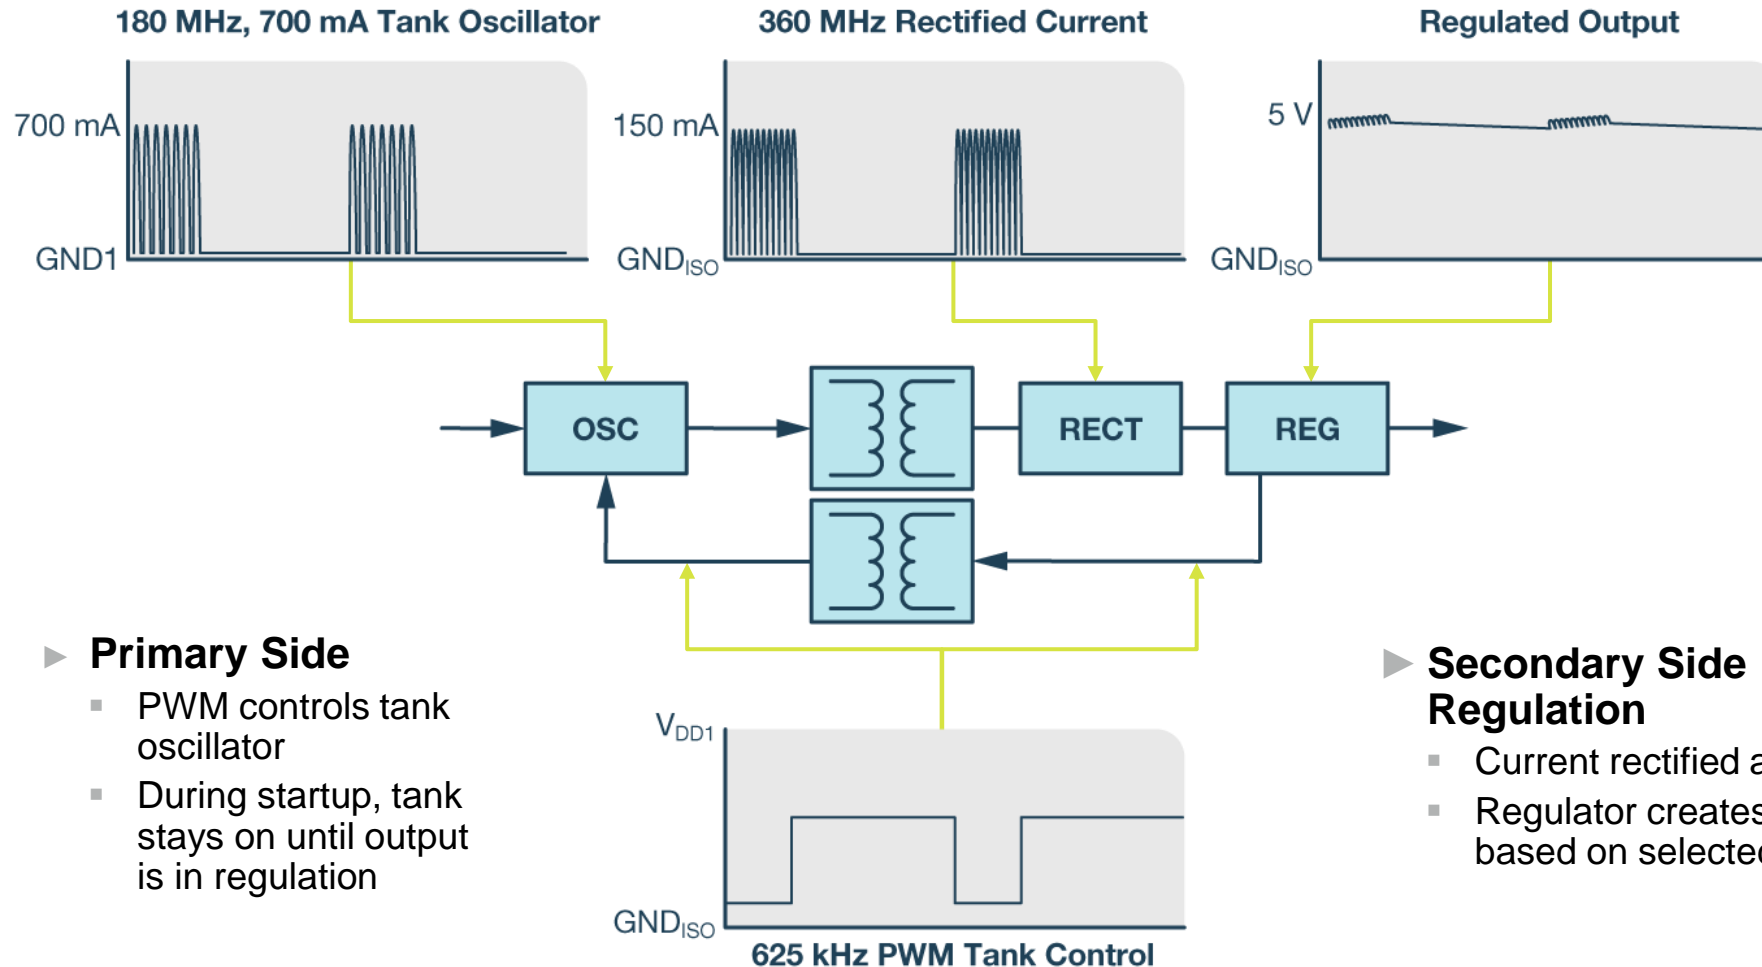 180 MHz, 700 mA Tank Oscillator
360 MHz Rectified Current
Regulated Output
700 mA
GND1
150 mA
GNDISO
5 V
GNDISO
OSC
RECT
REG
► Primary Side
▪ PWM controls tank
oscillator
▪ During startup, tank
stays on until output
is in regulation
► Secondary Side
Regulation
▪ Current rectified a
▪ Regulator creates
based on selected
VDD1
GNDISO
625 kHz PWM Tank Control